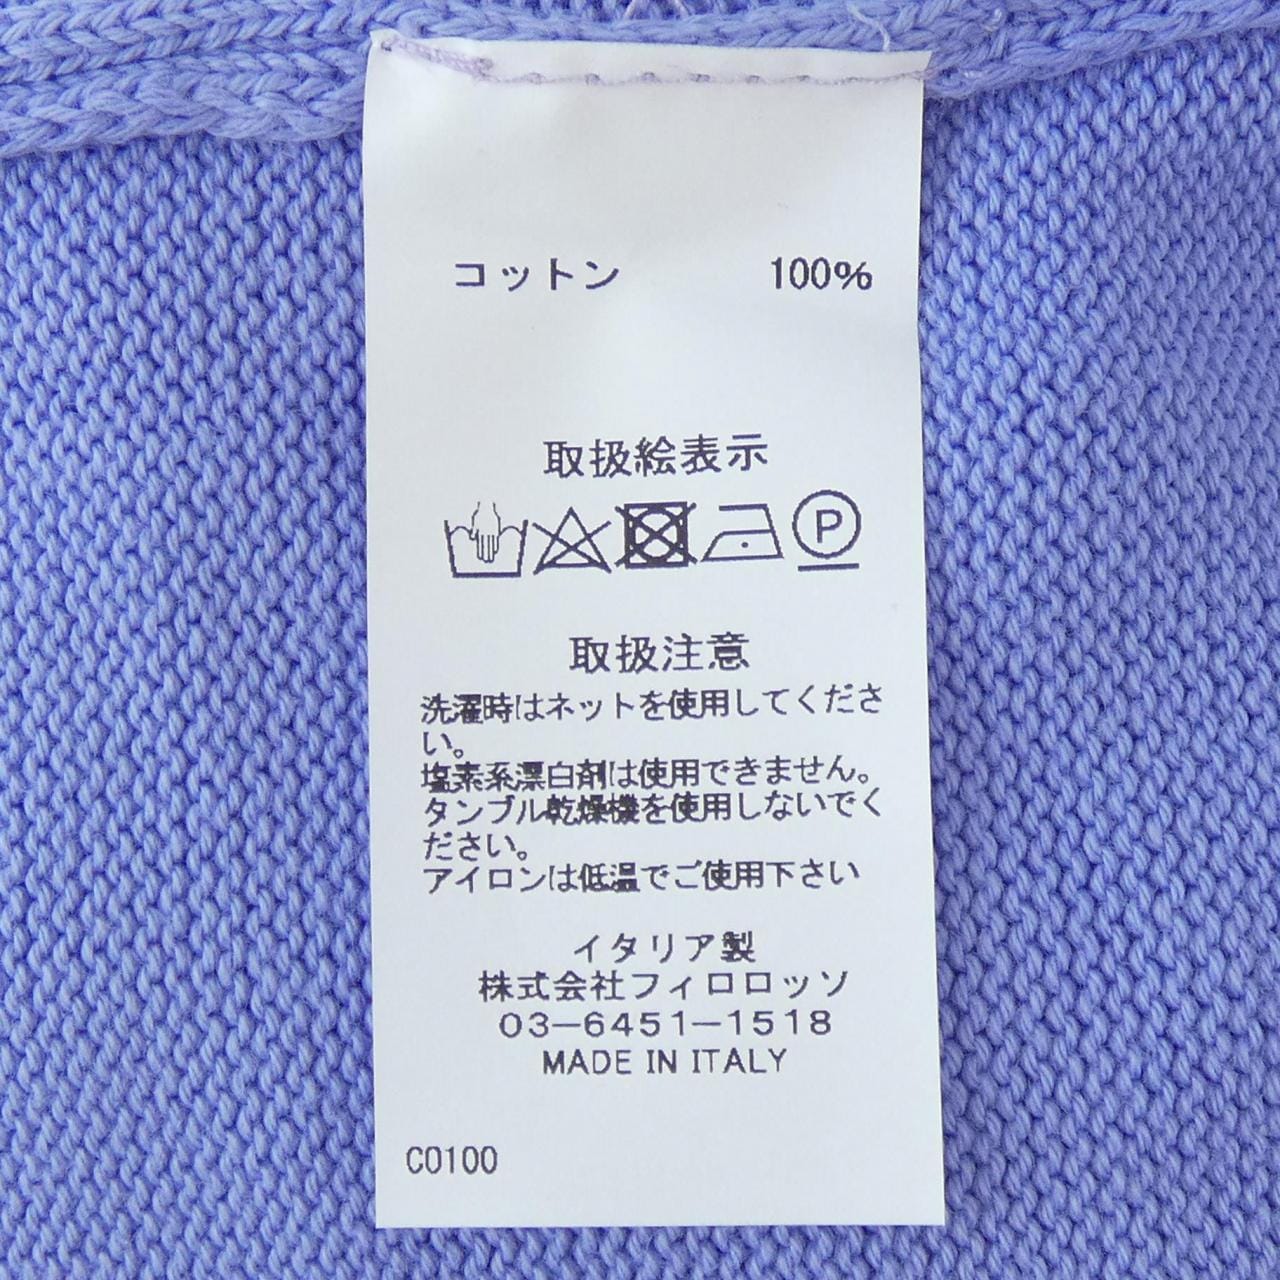 コットン 100%
取扱絵表示
P
取扱注意
洗濯時はネットを使用してくださ
い。
塩素系漂白剤は使用できません。
タンブル乾燥機を使用しないでく
ださい。
アイロンは低温でご使用下さい
イタリア製
株式会社フィロロッソ
03-6451-1518
MADE IN ITALY
CO100